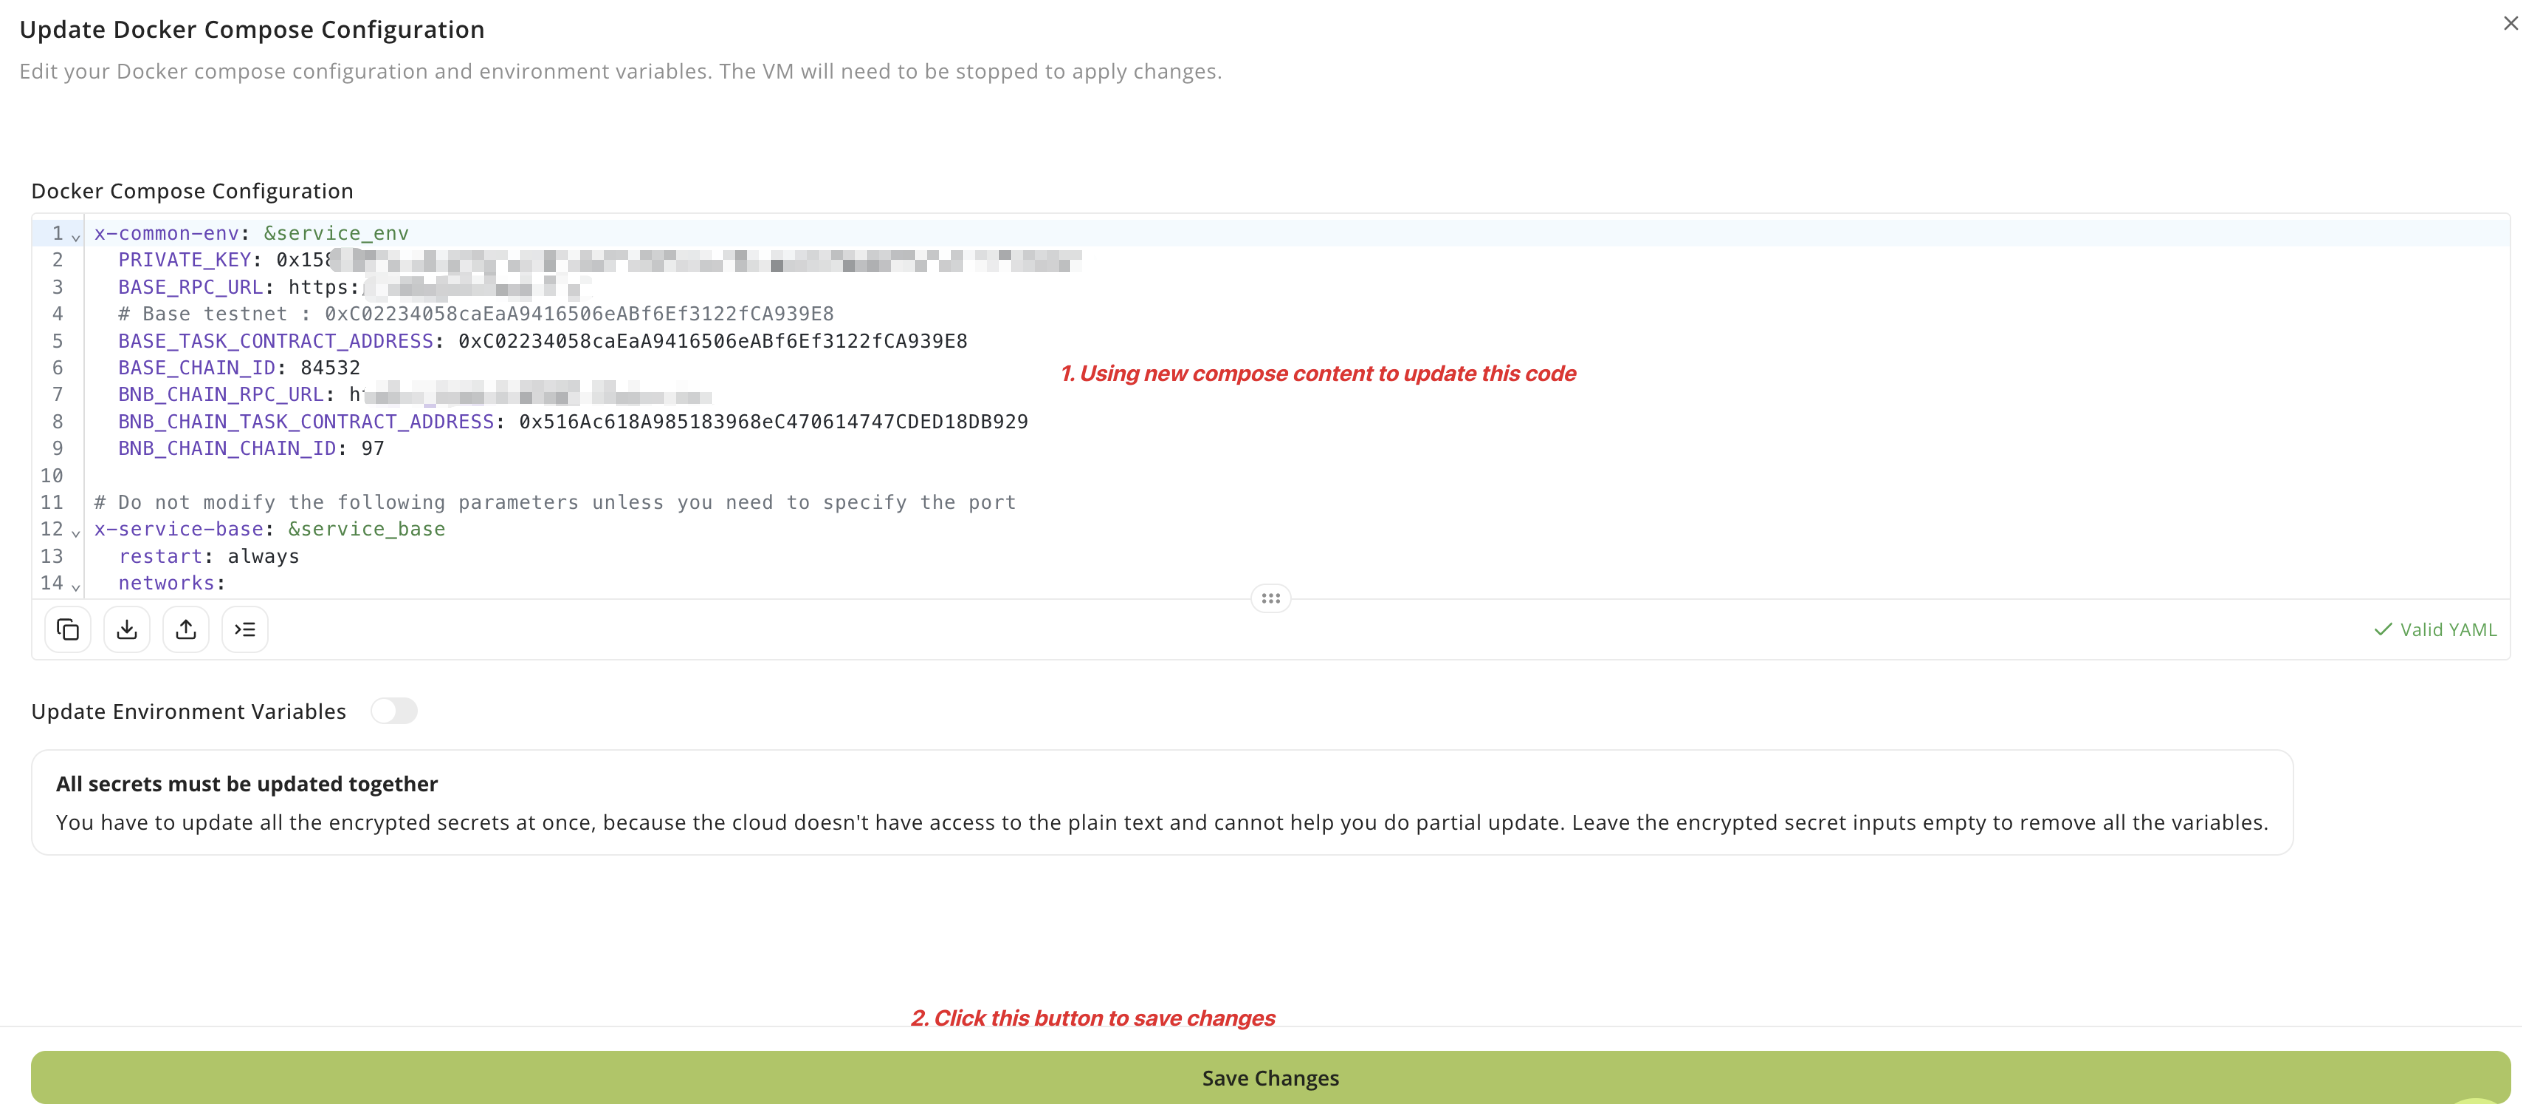 Update Docker Compose Configuration
Edit your Docker compose configuration and environment variables. The VM will need to be stopped to apply changes.
Docker Compose Configuration
1 x-common-env: &service_env
2 PRIVATE_KEY: 0x158
3 BASE_RPC_URL: https:
4 # Base testnet : 0xC02234058caEaA9416506eABf6Ef3122fCA939E8
5 BASE_TASK_CONTRACT_ADDRESS: 0xC02234058caEaA9416506eABf6Ef3122fCA939E8
6 BASE_CHAIN_ID: 84532
1. Using new compose content to update this code
7 BNB_CHAIN_RPC_URL: ht
8 BNB_CHAIN_TASK_CONTRACT_ADDRESS: 0x516Ac618A985183968eC470614747CDED18DB929
9 BNB_CHAIN_CHAIN_ID: 97
10
11 # Do not modify the following parameters unless you need to specify the port
12 x-service-base: &service_base
13 restart: always
14 networks:
Valid YAML
Update Environment Variables
All secrets must be updated together
You have to update all the encrypted secrets at once, because the cloud doesn't have access to the plain text and cannot help you do partial update. Leave the encrypted secret inputs empty to remove all the variables.
2. Click this button to save changes
Save Changes